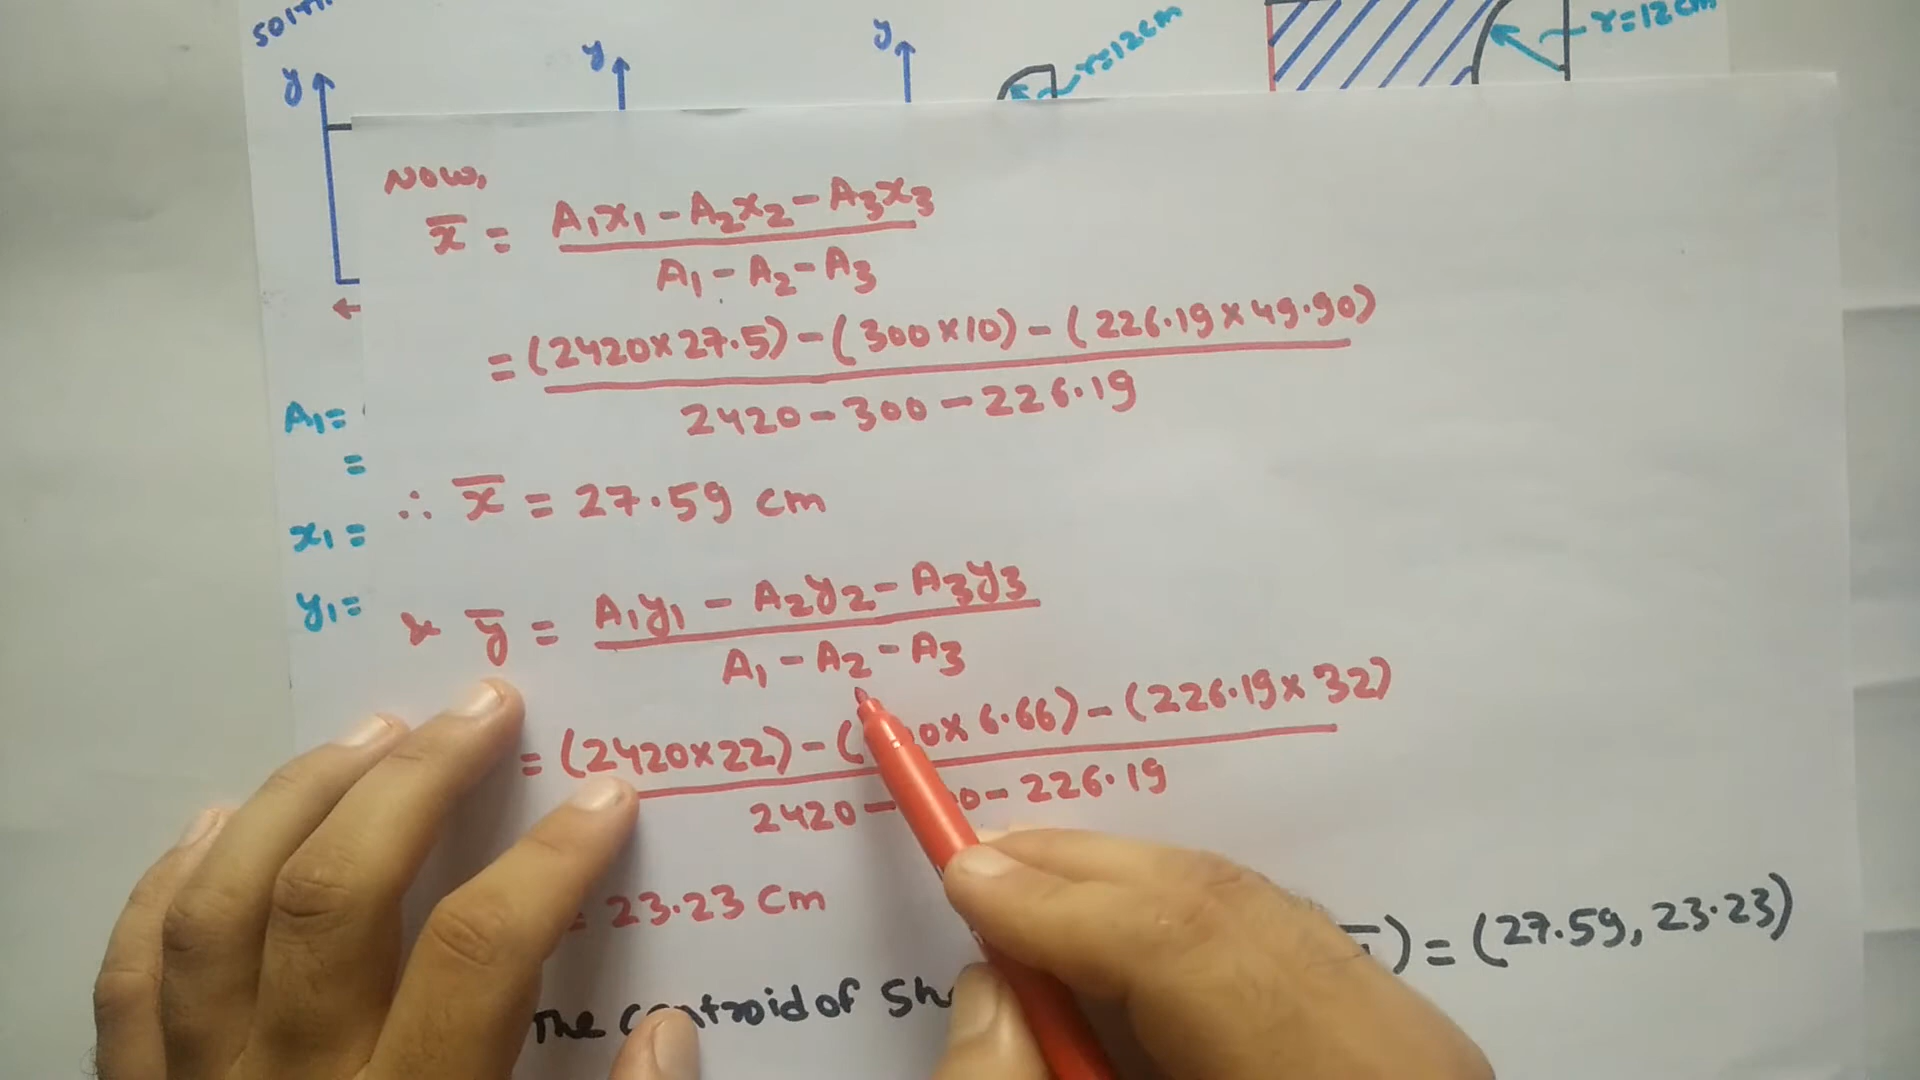 y
y
y
r=12cm
r=12cm
Now,
x̄ = A₁x₁ - A₂x₂ - A₃x₃
A₁ - A₂ - A₃
= (2420×27.5) - (300×10) - (226.19×49.90)
2420 - 300 - 226.19
∴ x̄ = 27.59 cm
ȳ = A₁y₁ - A₂y₂ - A₃y₃
A₁ - A₂ - A₃
= (2420×22) - ( 0×6.66) - (226.19×32)
2420 - 0 - 226.19
= 23.23 cm
) = (27.59, 23.23)
The centroid of
A₁=
=
x₁=
y₁=